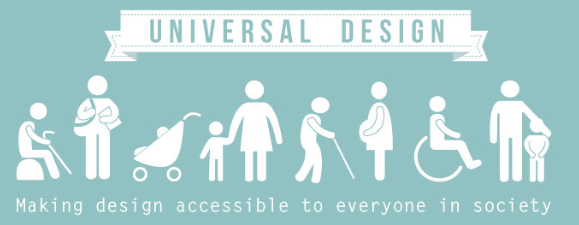 UNIVERSAL DESIGN
Making design accessible to everyone in society